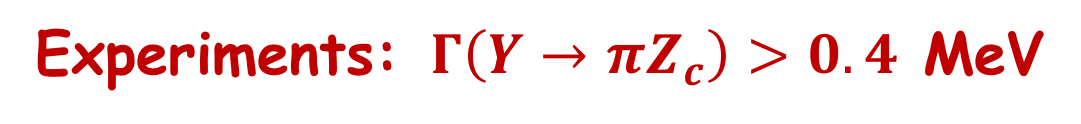 Experiments: Γ(Y → πZ_c) > 0.4 MeV